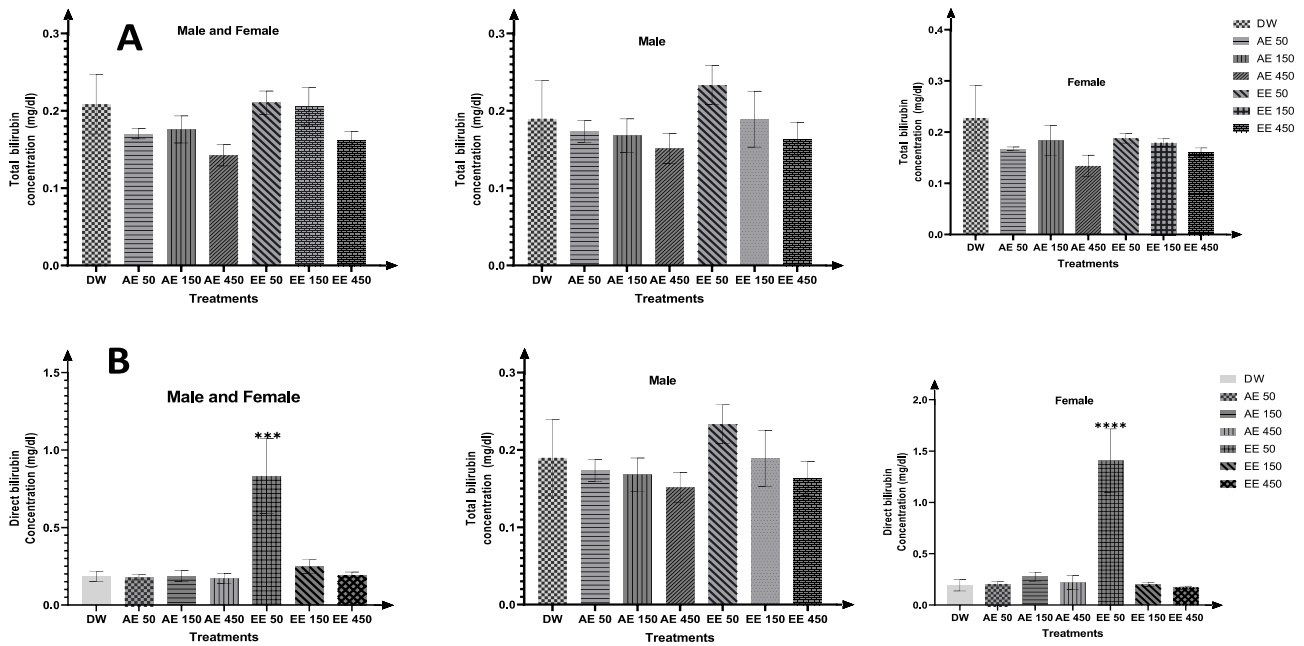 A
Male and Female
Total bilirubin
concentration (mg/dl)
0.3
0.2
0.1
0.0
DW AE 50 AE 150 AE 450 EE 50 EE 150 EE 450
Treatments
Male
Total bilirubin
concentration (mg/dl)
0.3
0.2
0.1
0.0
DW AE 50 AE 150 AE 450 EE 50 EE 150 EE 450
Treatments
Female
Total bilirubin
concentration (mg/dl)
0.4
0.3
0.2
0.1
0.0
DW AE 50 AE 150 AE 450 EE 50 EE 150 EE 450
Treatments
DW
AE 50
AE 150
AE 450
EE 50
EE 150
EE 450
B
Male and Female
Direct bilirubin
Concentration (mg/dl)
1.5
1.0
0.5
0.0
***
DW AE 50 AE 150 AE 450 EE 50 EE 150 EE 450
Treatments
Male
Total bilirubin
concentration (mg/dl)
0.3
0.2
0.1
0.0
DW AE 50 AE 150 AE 450 EE 50 EE 150 EE 450
Treatments
Female
Direct bilirubin
Concentration (mg/dl)
2.0
1.5
1.0
0.5
0.0
****
DW AE 50 AE 150 AE 450 EE 50 EE 150 EE 450
Treatments
DW
AE 50
AE 150
AE 450
EE 50
EE 150
EE 450